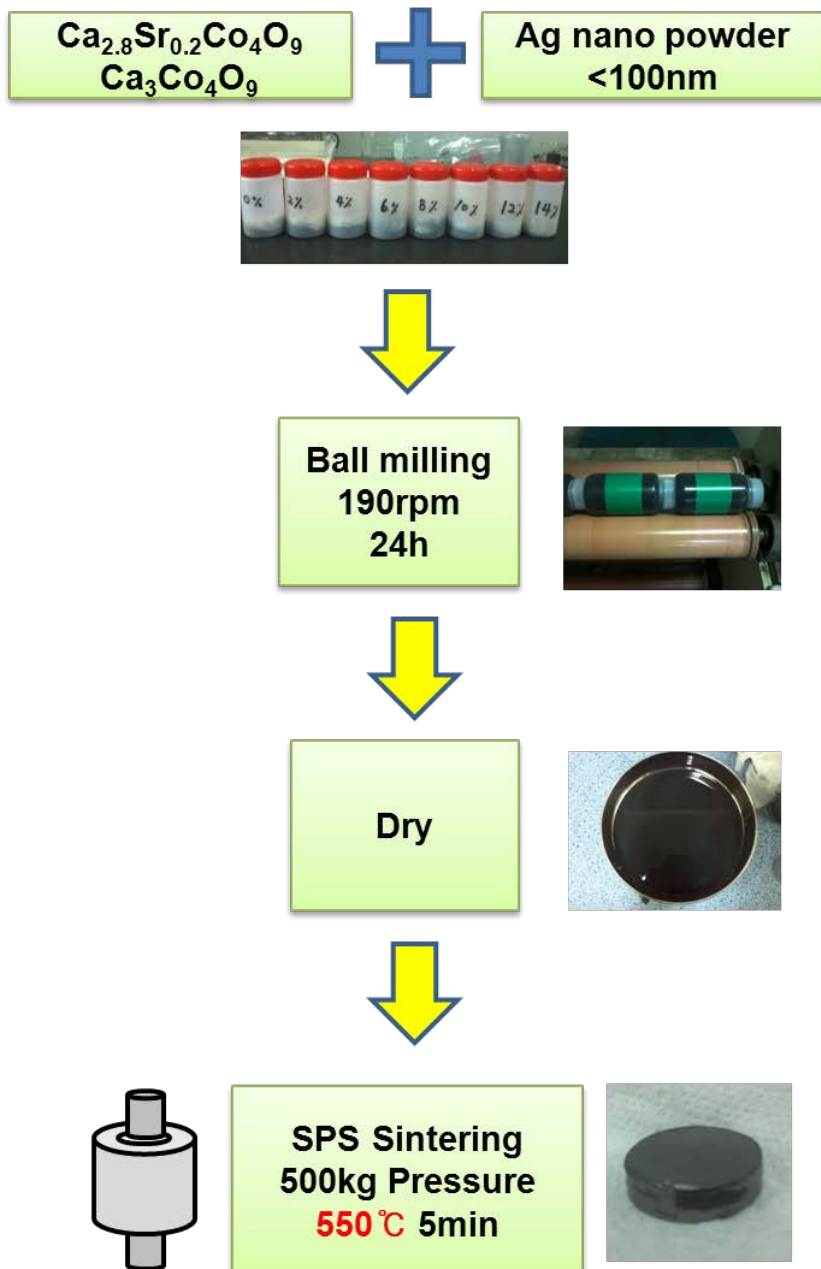 Ca₂.₈Sr₀.₂Co₄O₉
Ca₃Co₄O₉
Ag nano powder
<100nm
0%
2%
4%
6%
8%
10%
12%
14%
Ball milling
190rpm
24h
Dry
SPS Sintering
500kg Pressure
550℃ 5min